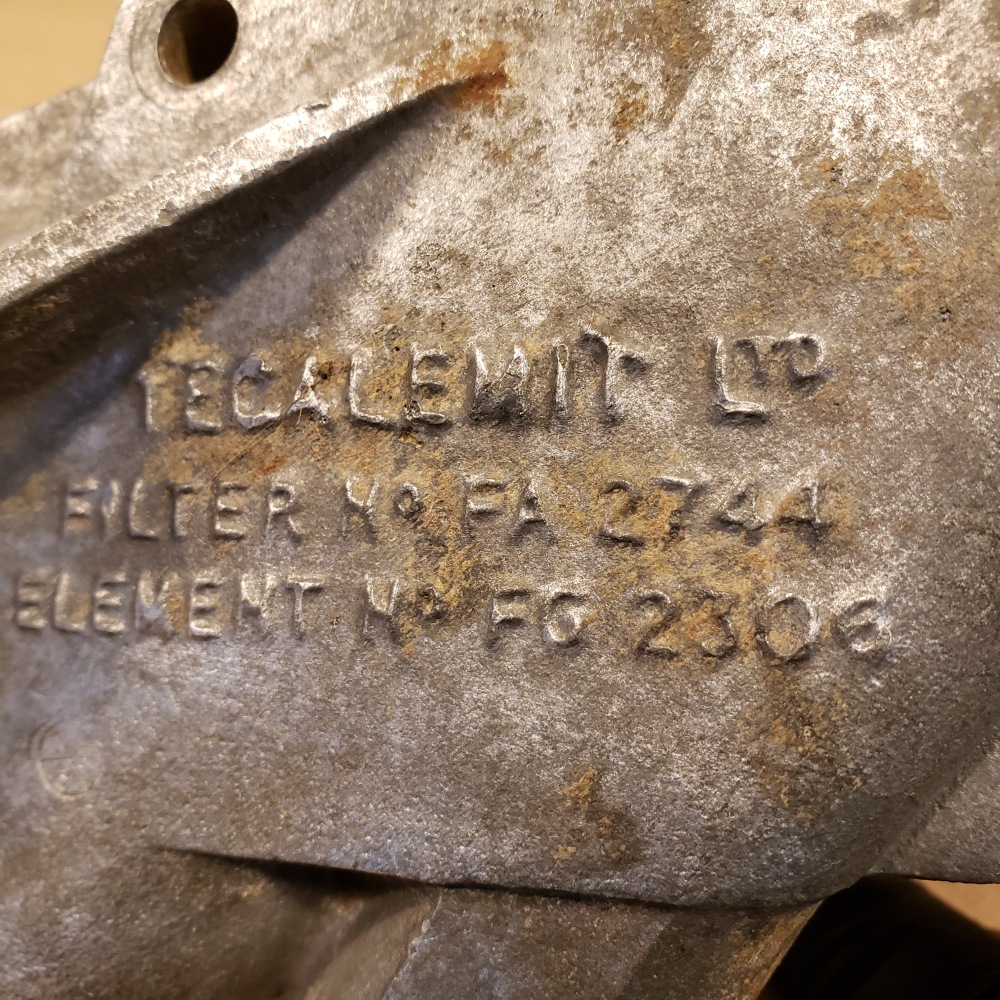 TECALEMIT LTD
FILTER No FA 2744
ELEMENT No FG 2306